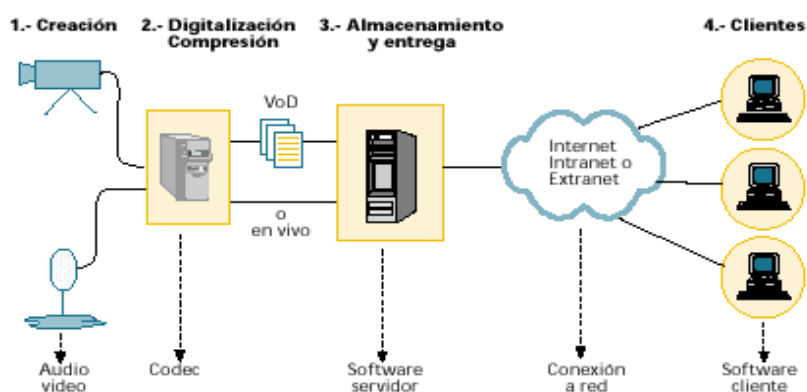 1.- Creación
2.- Digitalización
Compresión
3.- Almacenamiento
y entrega
4.- Clientes
VoD
o
en vivo
Internet
Intranet o
Extranet
Audio
video
Codec
Software
servidor
Conexión
a red
Software
cliente